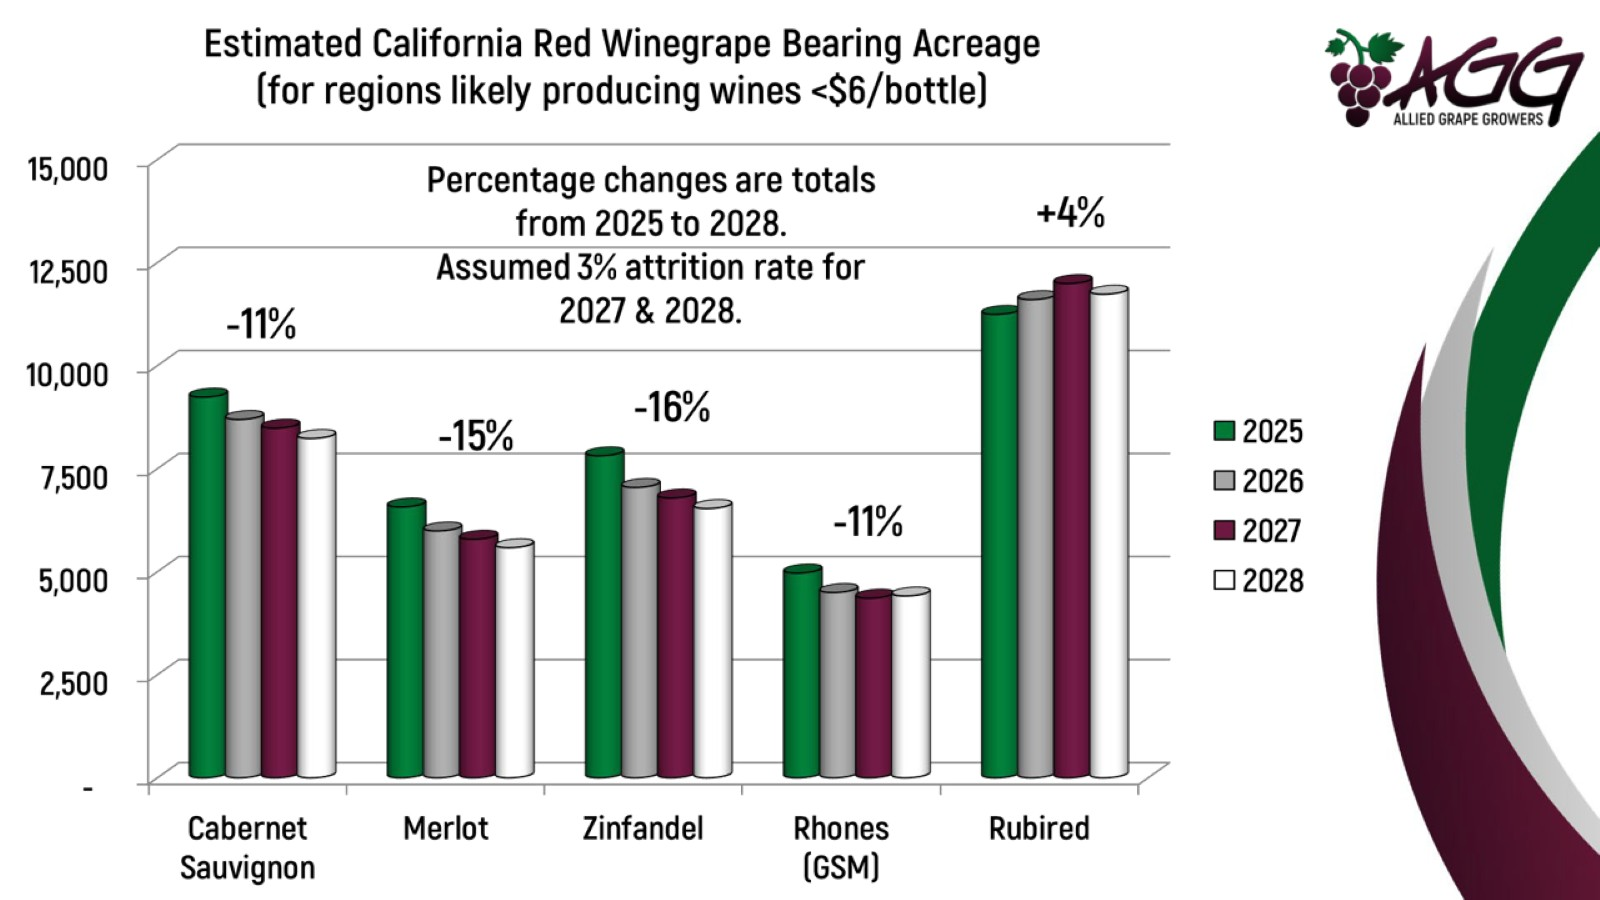 Estimated California Red Winegrape Bearing Acreage
(for regions likely producing wines <$6/bottle)
AGG
ALLIED GRAPE GROWERS
Percentage changes are totals
from 2025 to 2028.
Assumed 3% attrition rate for
2027 & 2028.
15,000
12,500
10,000
7,500
5,000
2,500
-
-11%
-15%
-16%
-11%
+4%
2025
2026
2027
2028
Cabernet
Sauvignon
Merlot
Zinfandel
Rhones
(GSM)
Rubired